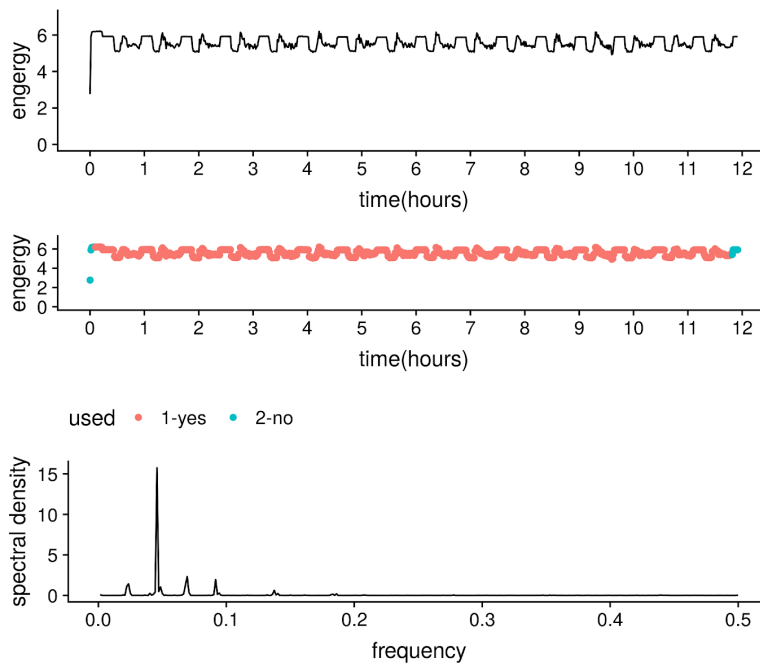 engergy
6
4
2
0
0 1 2 3 4 5 6 7 8 9 10 11 12
time(hours)
engergy
6
4
2
0
0 1 2 3 4 5 6 7 8 9 10 11 12
time(hours)
used 1-yes 2-no
spectral density
15
10
5
0
0.0 0.1 0.2 0.3 0.4 0.5
frequency